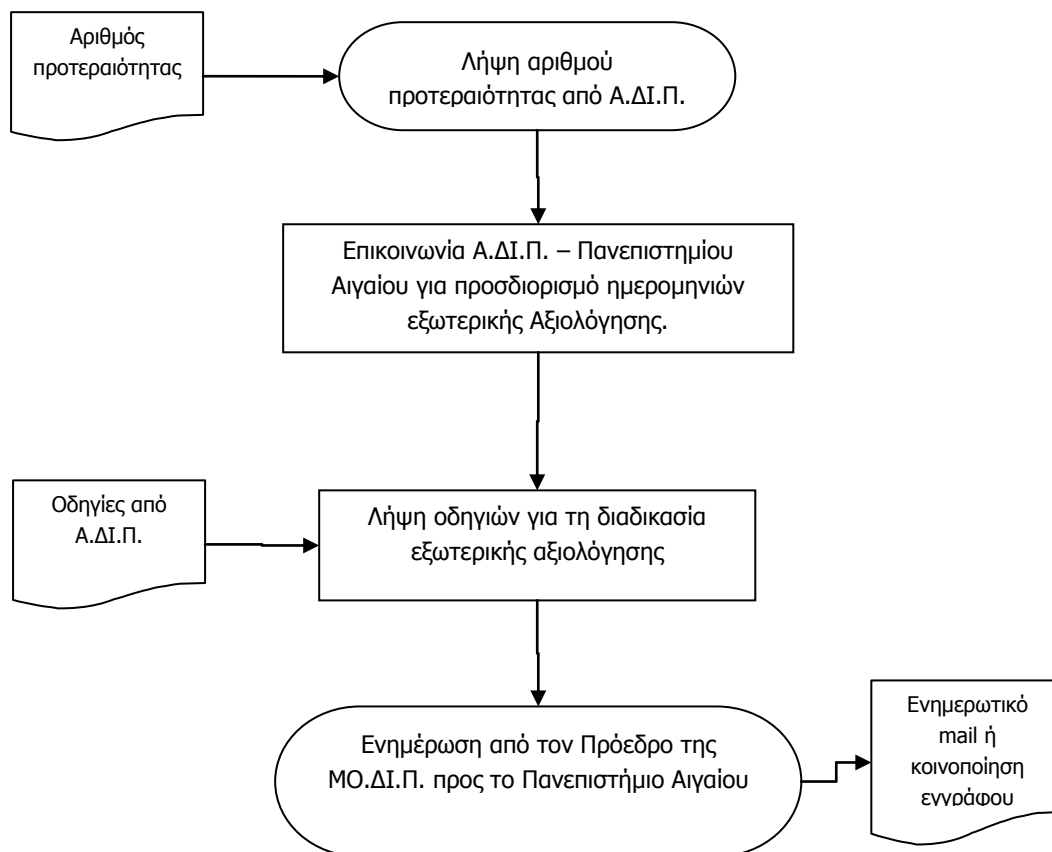 Αριθμός
προτεραιότητας
Λήψη αριθμού
προτεραιότητας από Α.ΔΙ.Π.
Επικοινωνία Α.ΔΙ.Π. – Πανεπιστημίου
Αιγαίου για προσδιορισμό ημερομηνιών
εξωτερικής Αξιολόγησης.
Οδηγίες από
Α.ΔΙ.Π.
Λήψη οδηγιών για τη διαδικασία
εξωτερικής αξιολόγησης
Ενημέρωση από τον Πρόεδρο της
ΜΟ.ΔΙ.Π. προς το Πανεπιστήμιο Αιγαίου
Ενημερωτικό
mail ή
κοινοποίηση
εγγράφου